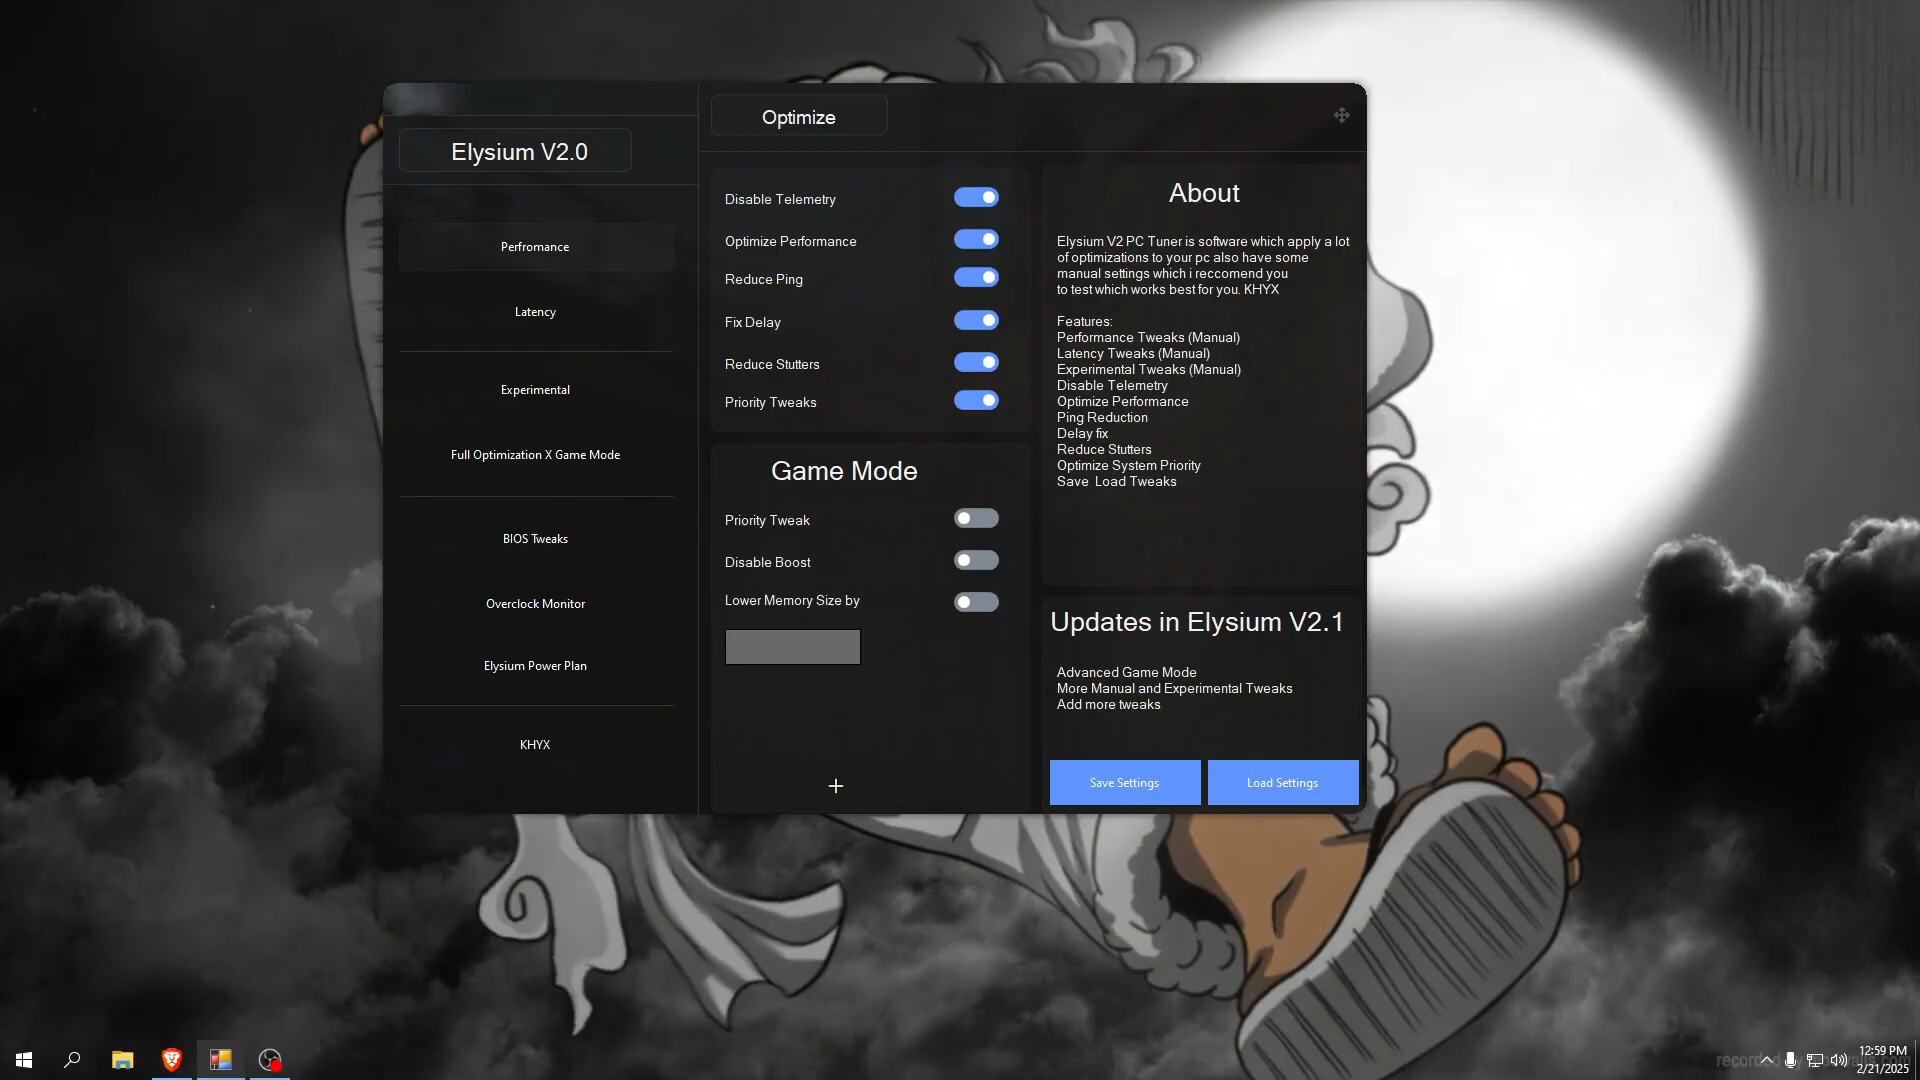 Elysium V2.0
Perfromance
Latency
Experimental
Full Optimization X Game Mode
BIOS Tweaks
Overclock Monitor
Elysium Power Plan
KHYX
Optimize
Disable Telemetry
Optimize Performance
Reduce Ping
Fix Delay
Reduce Stutters
Priority Tweaks
Game Mode
Priority Tweak
Disable Boost
Lower Memory Size by
+
About
Elysium V2 PC Tuner is software which apply a lot
of optimizations to your pc also have some
manual settings which i reccomend you
to test which works best for you. KHYX
Features:
Performance Tweaks (Manual)
Latency Tweaks (Manual)
Experimental Tweaks (Manual)
Disable Telemetry
Optimize Performance
Ping Reduction
Delay fix
Reduce Stutters
Optimize System Priority
Save  Load Tweaks
Updates in Elysium V2.1
Advanced Game Mode
More Manual and Experimental Tweaks
Add more tweaks
Save Settings
Load Settings
12:59 PM
2/21/2025